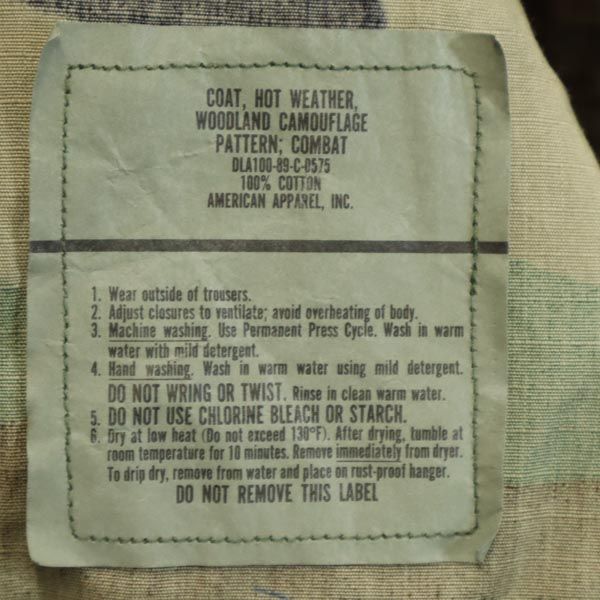 COAT, HOT WEATHER,
WOODLAND CAMOUFLAGE
PATTERN; COMBAT
DLA100-89-C-0575
100% COTTON
AMERICAN APPAREL, INC.
1. Wear outside of trousers.
2. Adjust closures to ventilate; avoid overheating of body.
3. Machine washing. Use Permanent Press Cycle. Wash in warm
water with mild detergent.
4. Hand washing. Wash in warm water using mild detergent.
DO NOT WRING OR TWIST. Rinse in clean warm water.
5. DO NOT USE CHLORINE BLEACH OR STARCH.
6. Dry at low heat (Do not exceed 130°F). After drying, tumble at
room temperature for 10 minutes. Remove immediately from dryer.
To drip dry, remove from water and place on rust-proof hanger.
DO NOT REMOVE THIS LABEL